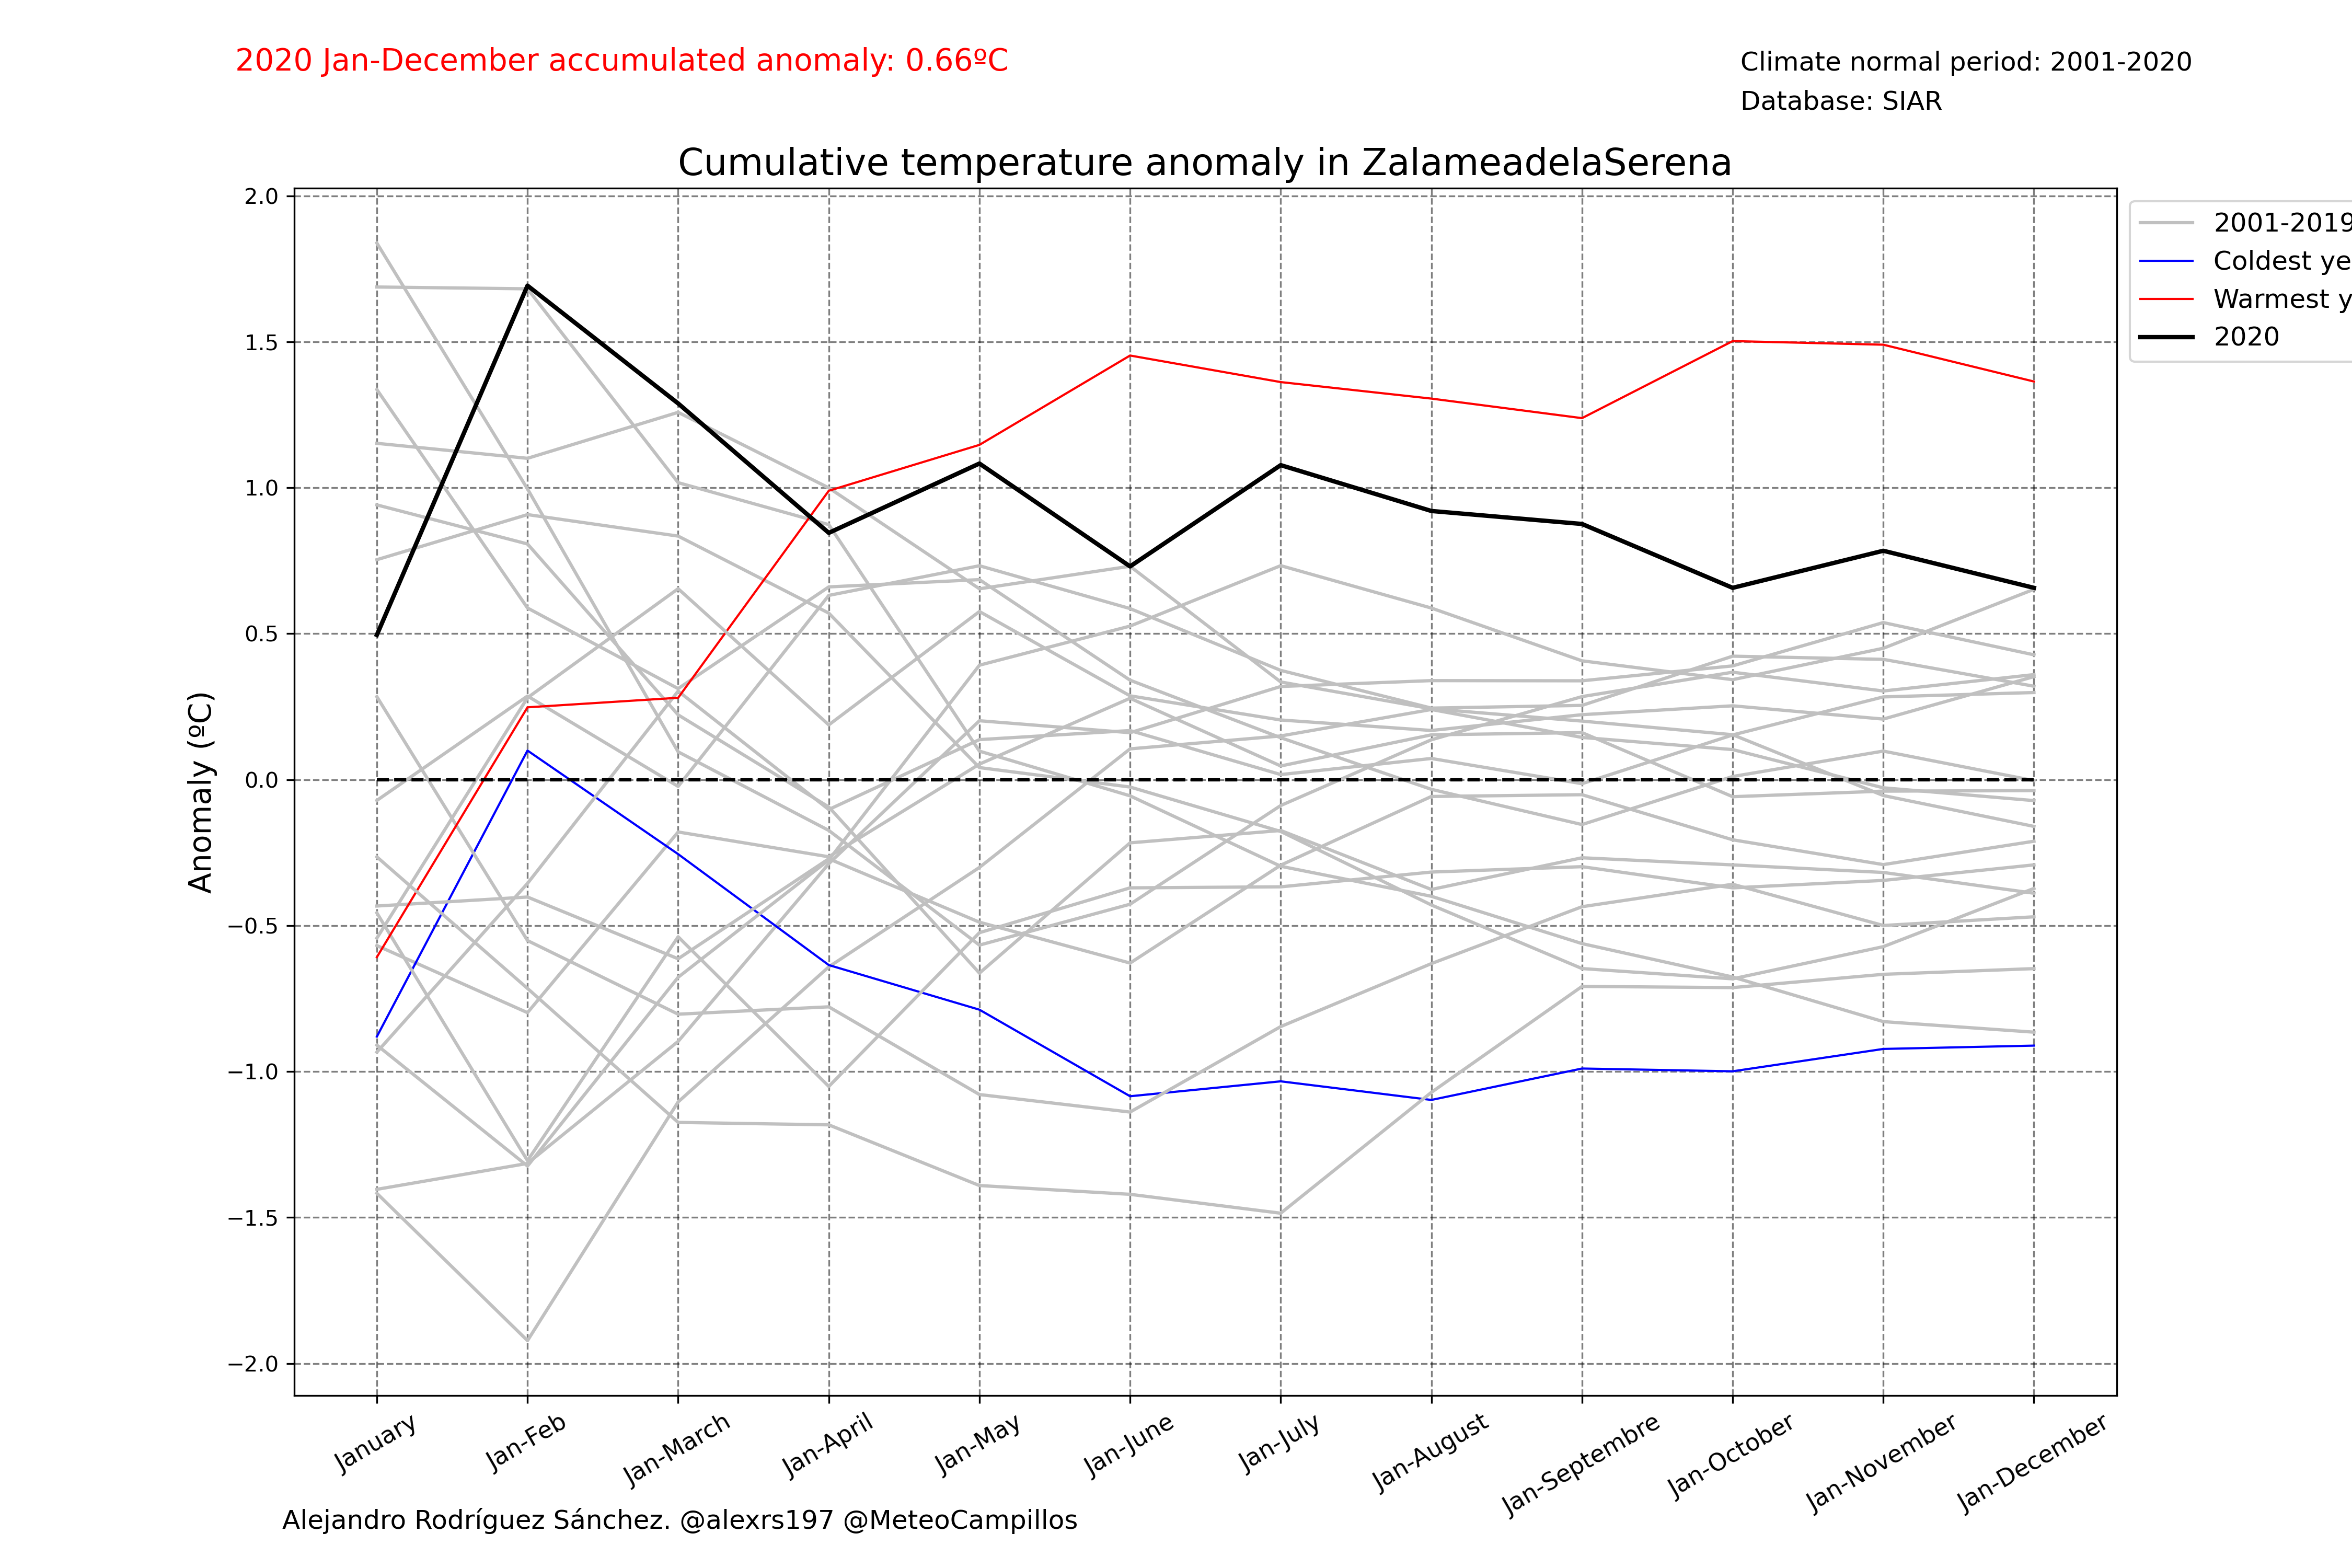 2020 Jan-December accumulated anomaly: 0.66ºC
Climate normal period: 2001-2020
Database: SIAR
Cumulative temperature anomaly in ZalameadelaSerena
2.0
1.5
1.0
0.5
0.0
−0.5
−1.0
−1.5
−2.0
Anomaly (ºC)
2001-2019
Coldest ye
Warmest y
2020
January
Jan-Feb
Jan-March
Jan-April
Jan-May
Jan-June
Jan-July
Jan-August
Jan-Septembre
Jan-October
Jan-November
Jan-December
Alejandro Rodríguez Sánchez. @alexrs197 @MeteoCampillos